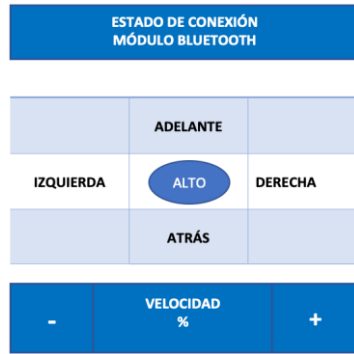 ESTADO DE CONEXIÓN
MÓDULO BLUETOOTH
ADELANTE
IZQUIERDA ALTO DERECHA
ATRÁS
- VELOCIDAD +
%